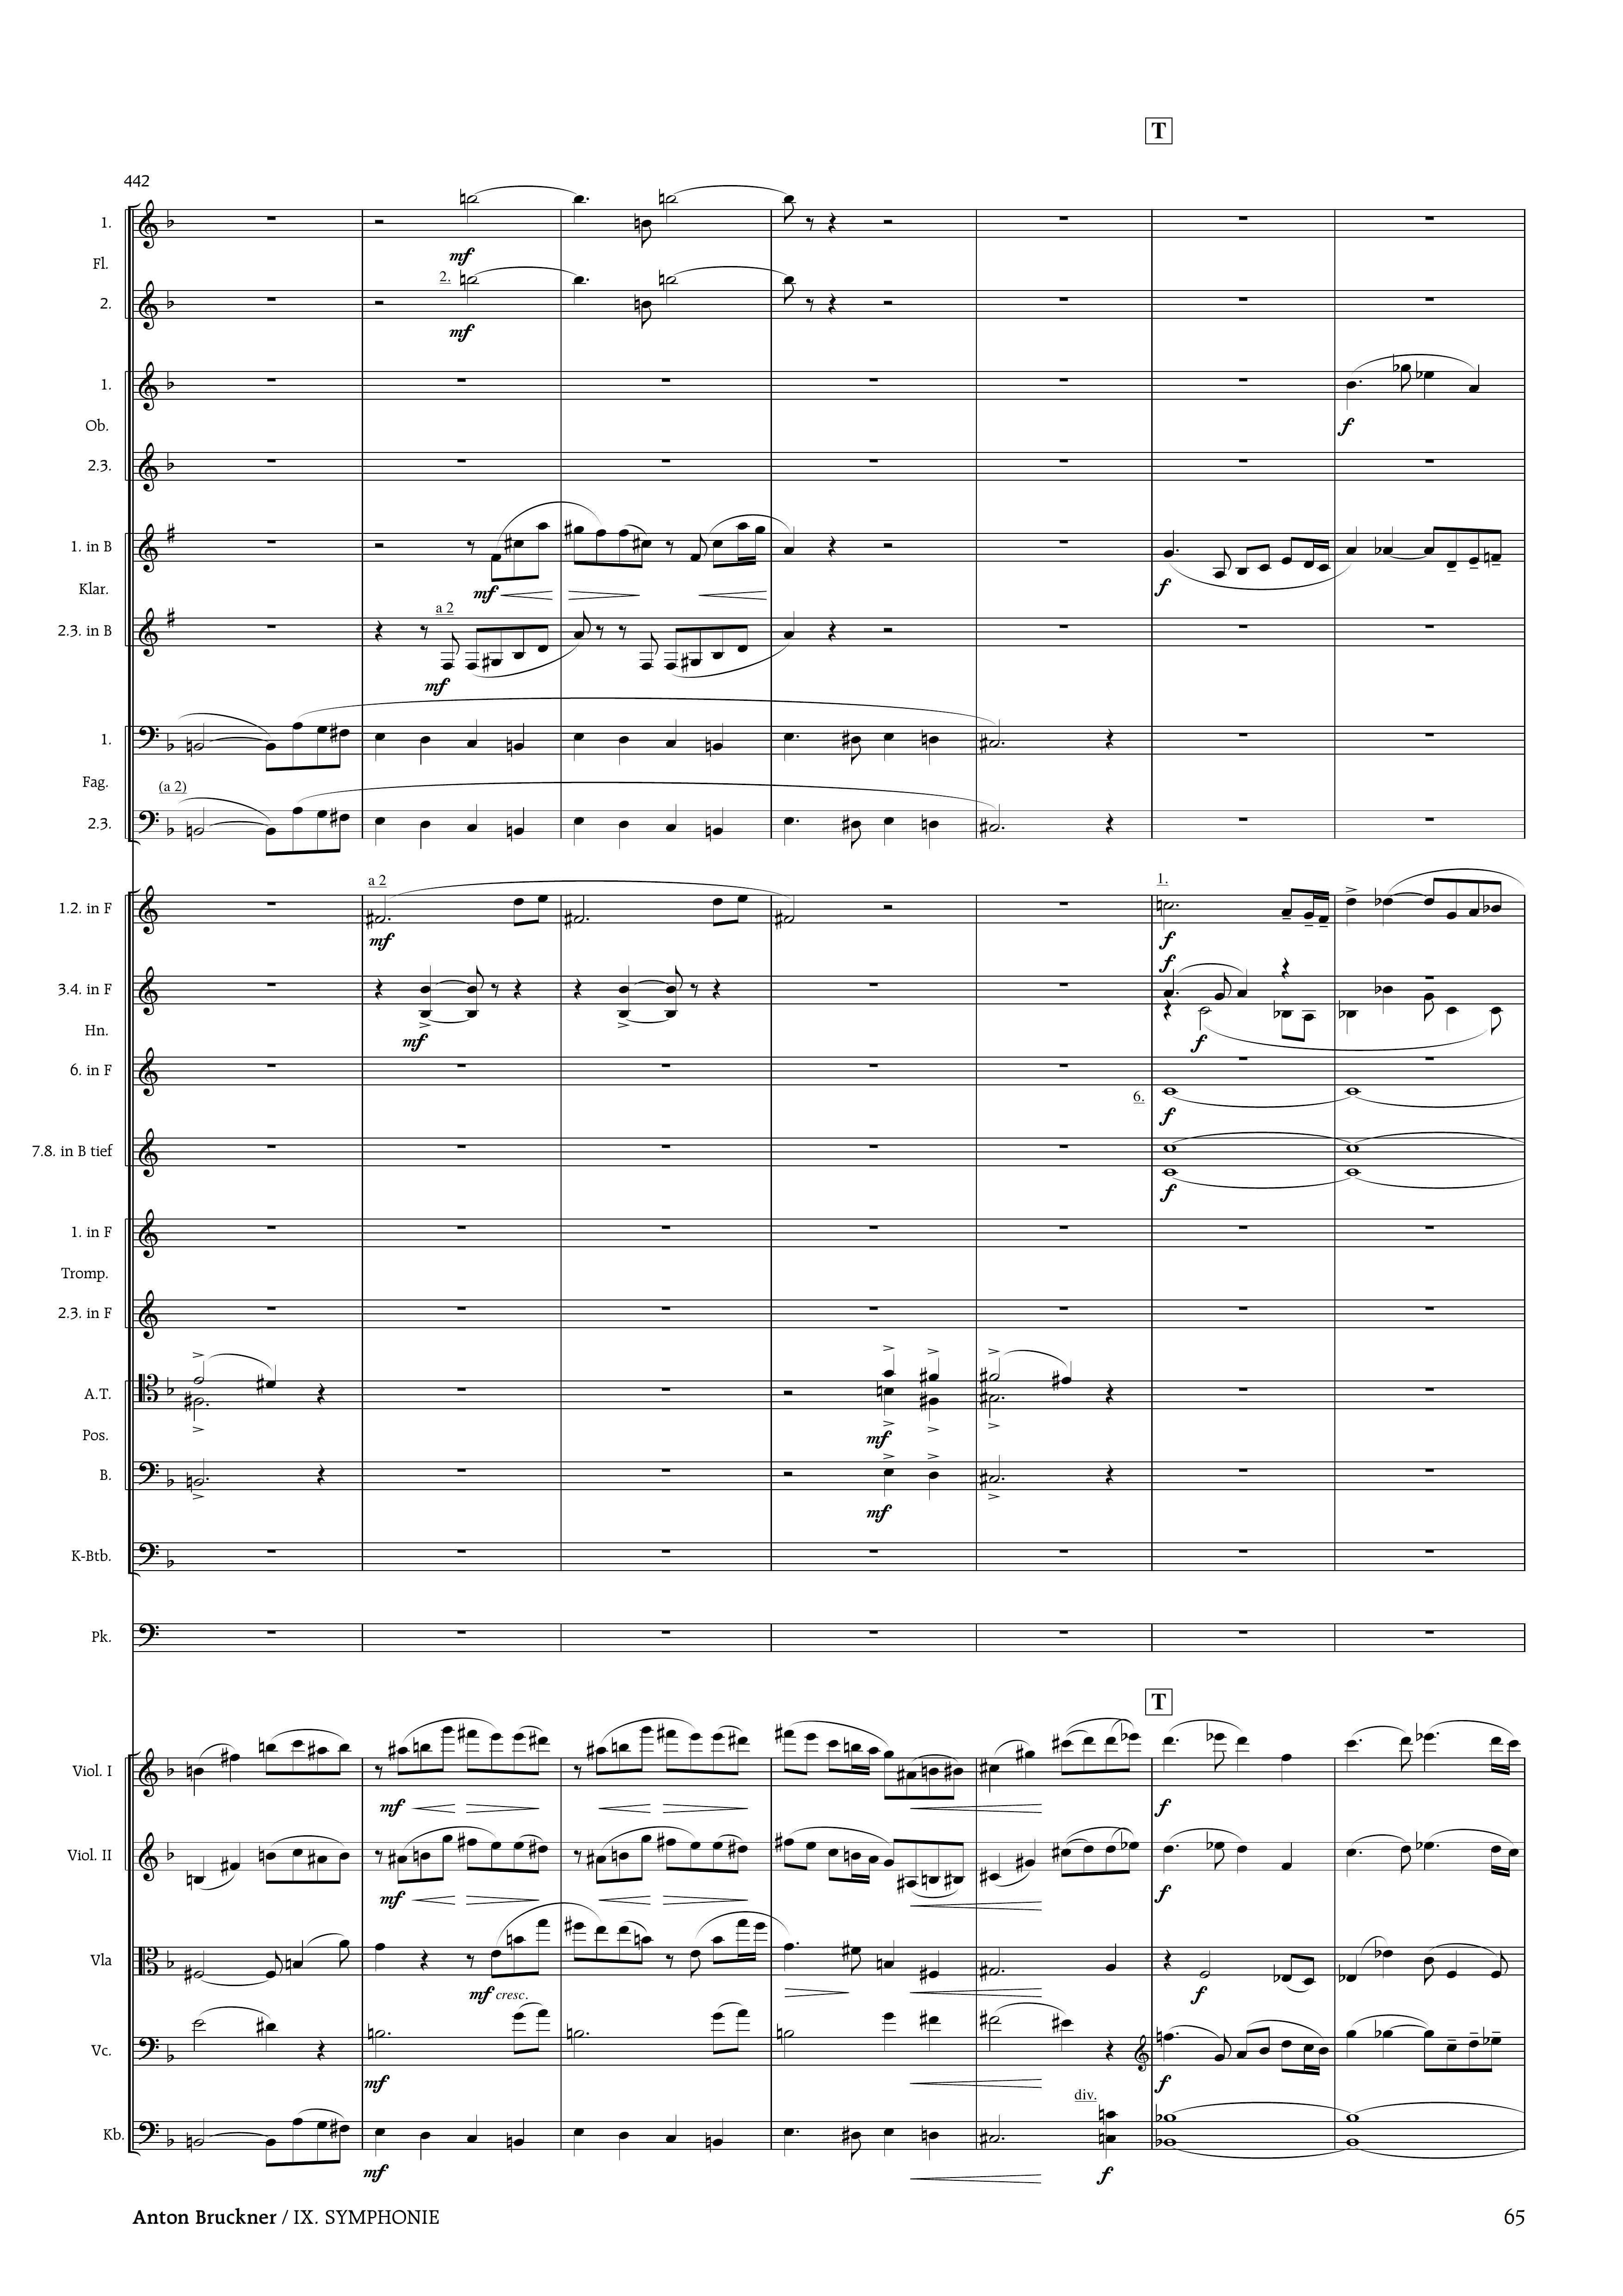 T
442
1.
mf
Fl.
2.
2.
mf
1.
f
Ob.
2.3.
1. in B
mf
f
Klar.
a 2
2.3. in B
mf
1.
Fag.
(a 2)
2.3.
a 2
1.
1.2. in F
mf
f
f
3.4. in F
mf
f
Hn.
6. in F
6.
f
7.8. in B tief
f
1. in F
Tromp.
2.3. in F
A.T.
mf
Pos.
B.
mf
K-Btb.
Pk.
T
Viol. I
mf
f
Viol. II
mf
f
Vla
mf cresc.
f
Vc.
mf
f
div.
Kb.
mf
f
Anton Bruckner / IX. SYMPHONIE
65